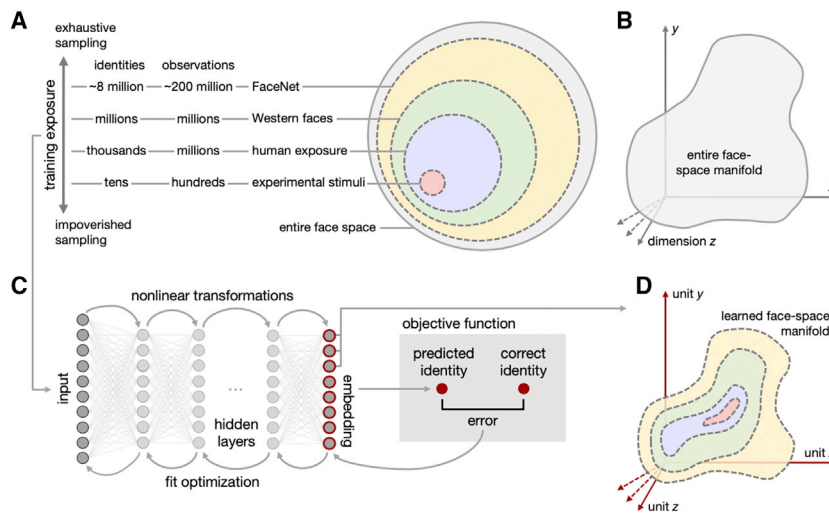 A
exhaustive
sampling
identities observations
~8 million ~200 million FaceNet
millions millions Western faces
thousands millions human exposure
tens hundreds experimental stimuli
training exposure
impoverished
sampling
entire face space
B
y
entire face-
space manifold
dimension z
C
nonlinear transformations
input
...
hidden
layers
embedding
fit optimization
objective function
predicted
identity
correct
identity
error
D
unit y
learned face-space
manifold
unit
unit z